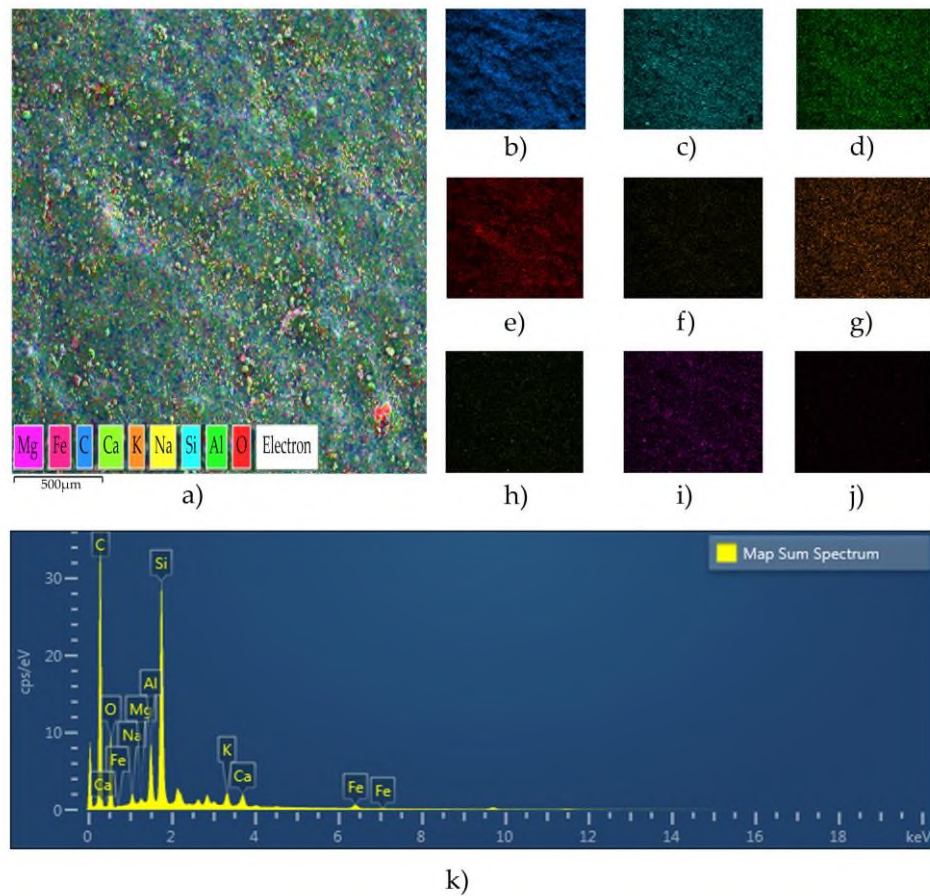 Mg Fe C Ca K Na Si Al O Electron
500μm
a)
b) c) d)
e) f) g)
h) i) j)
Map Sum Spectrum
cps/eV
30
20
10
0
C
Si
Al
O
Mg
Na
Fe
Ca
K
Ca
Fe
Fe
0 2 4 6 8 10 12 14 16 18 keV
k)